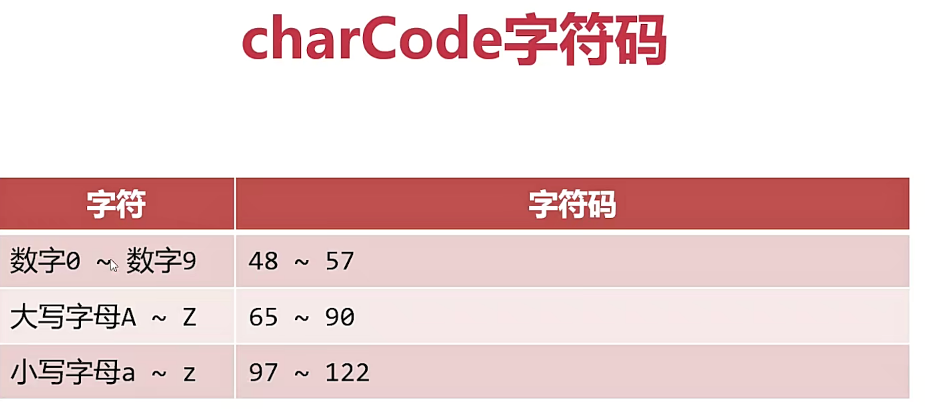 charCode字符码
字符 字符码
数字0 ~ 数字9 48 ~ 57
大写字母A ~ Z 65 ~ 90
小写字母a ~ z 97 ~ 122